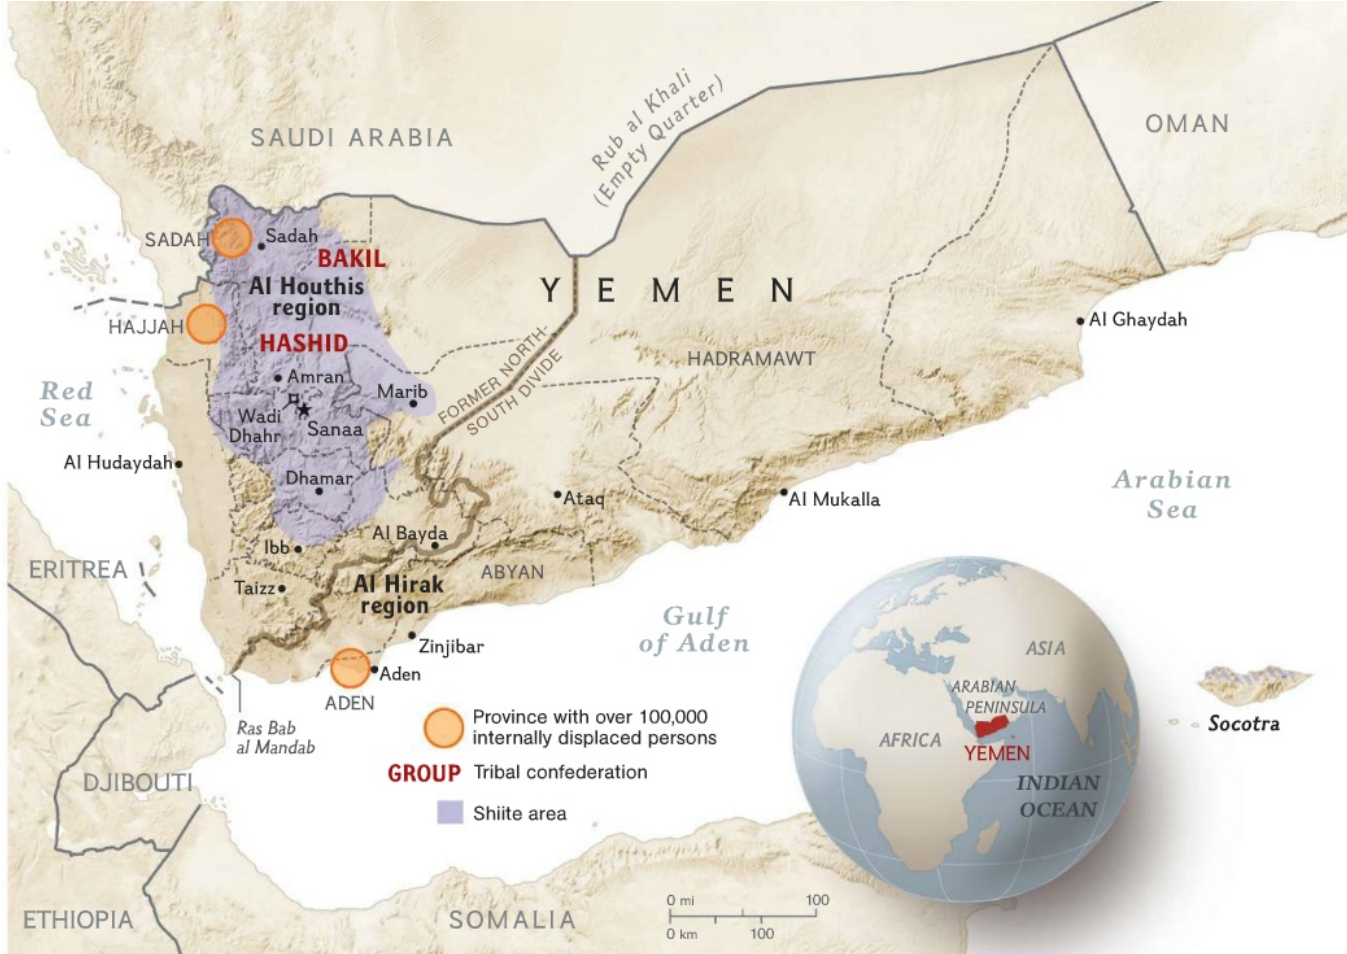 SAUDI ARABIA
Rub al Khali
(Empty Quarter)
OMAN
SADAH
Sadah
BAKIL
Al Houthis
region
YEMEN
HAJJAH
HASHID
Al Ghaydah
FORMER NORTH-
SOUTH DIVIDE
HADRAMAWT
Red
Sea
Amran
Marib
Wadi
Dhahr
Sanaa
Al Hudaydah
Dhamar
Ataq
Al Mukalla
Arabian
Sea
Ibb
Al Bayda
ERITREA
Taizz
Al Hirak
region
ABYAN
Gulf
of Aden
Zinjibar
Aden
ADEN
Ras Bab
al Mandab
DJIBOUTI
ETHIOPIA
SOMALIA
Province with over 100,000
internally displaced persons
GROUP Tribal confederation
Shiite area
ASIA
ARABIAN
PENINSULA
AFRICA
YEMEN
INDIAN
OCEAN
Socotra
0 mi 100
0 km 100